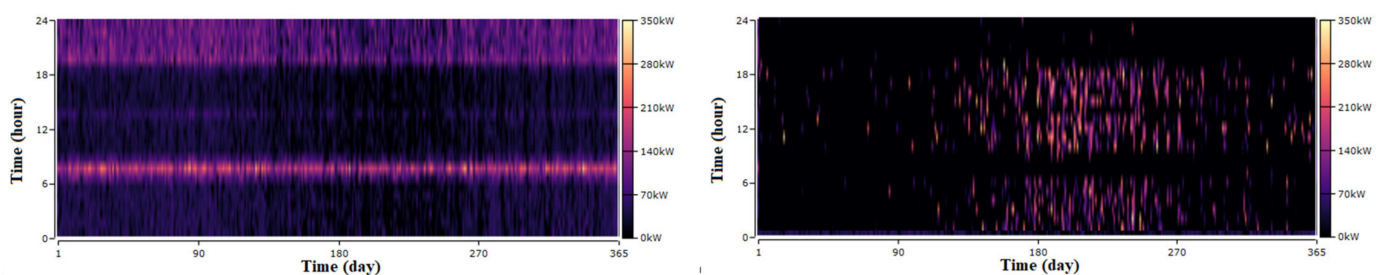 24
18
12
6
0
Time (hour)
1
90
180
270
365
Time (day)
350kW
280kW
210kW
140kW
70kW
0kW
24
18
12
6
0
Time (hour)
1
90
180
270
365
Time (day)
350kW
280kW
210kW
140kW
70kW
0kW